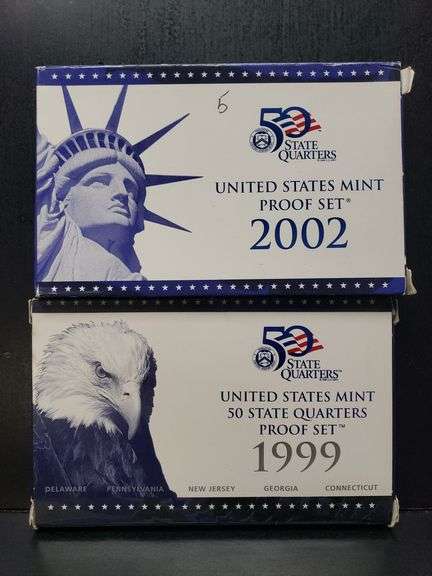 5
50
STATE
QUARTERS
UNITED STATES MINT
PROOF SET®
2002
50
STATE
QUARTERS™
UNITED STATES MINT
50 STATE QUARTERS
PROOF SET™
1999
DELAWARE PENNSYLVANIA NEW JERSEY GEORGIA CONNECTICUT